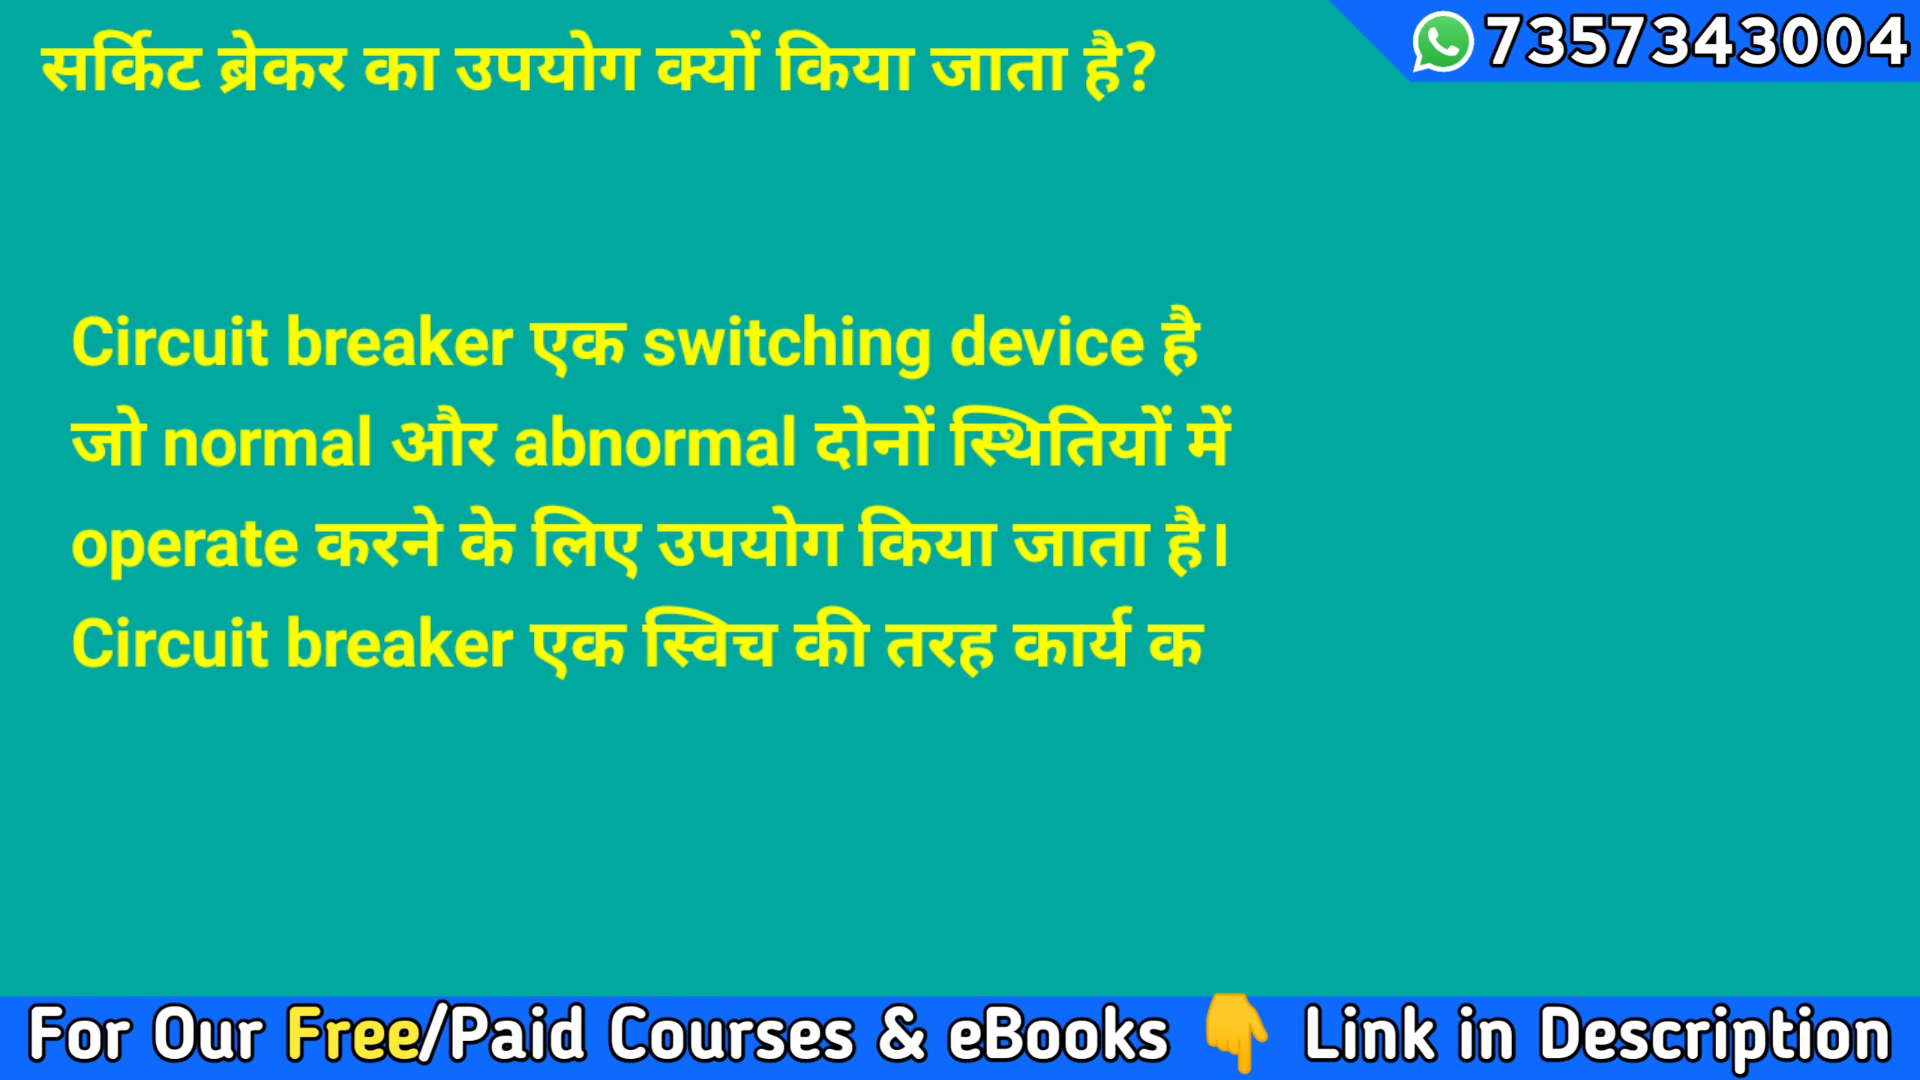 सर्किट ब्रेकर का उपयोग क्यों किया जाता है?
7357343004
Circuit breaker एक switching device है
जो normal और abnormal दोनों स्थितियों में
operate करने के लिए उपयोग किया जाता है।
Circuit breaker एक स्विच की तरह कार्य क
For Our Free/Paid Courses & eBooks 👇 Link in Description